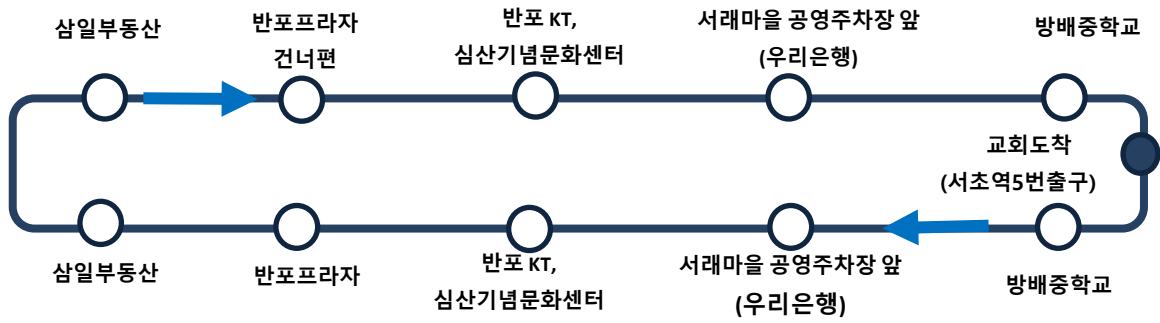 삼일부동산
반포프라자
건너편
반포 KT,
심산기념문화센터
서래마을 공영주차장 앞
(우리은행)
방배중학교
교회도착
(서초역5번출구)
삼일부동산
반포프라자
반포 KT,
심산기념문화센터
서래마을 공영주차장 앞
(우리은행)
방배중학교